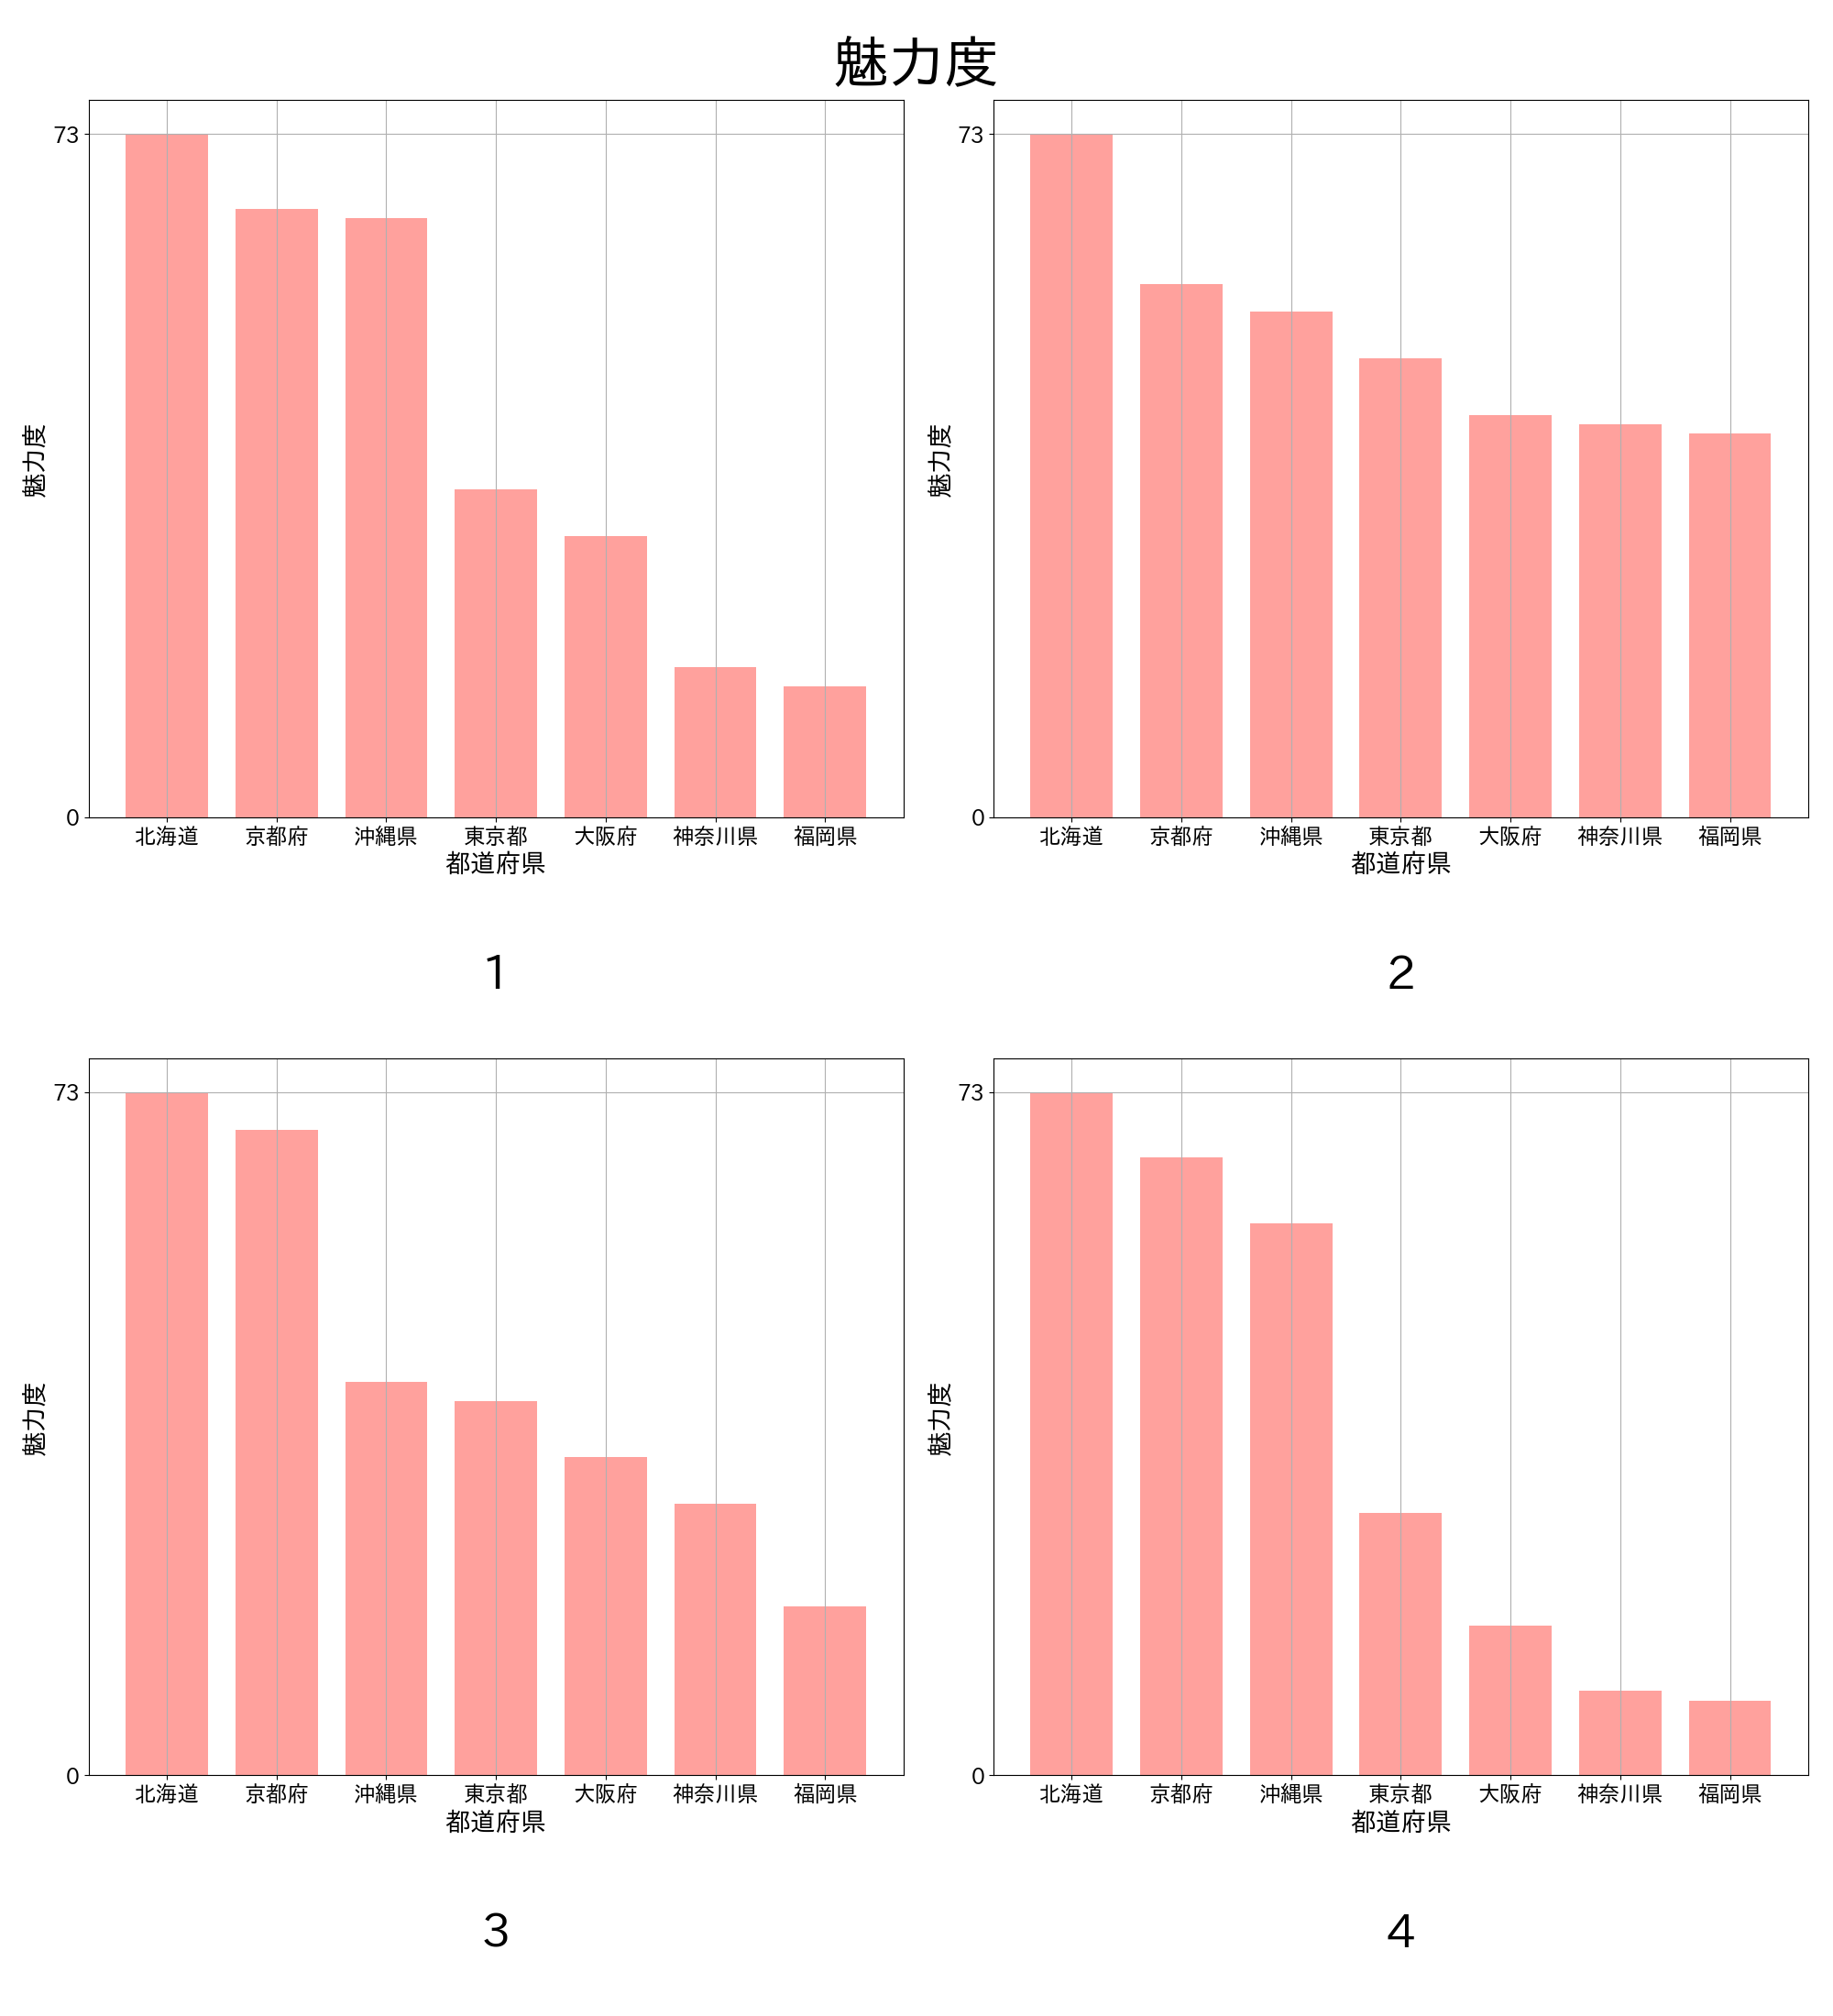 魅力度
73
0
魅力度
北海道 京都府 沖縄県 東京都 大阪府 神奈川県 福岡県
都道府県
1
73
0
魅力度
北海道 京都府 沖縄県 東京都 大阪府 神奈川県 福岡県
都道府県
2
73
0
魅力度
北海道 京都府 沖縄県 東京都 大阪府 神奈川県 福岡県
都道府県
3
73
0
魅力度
北海道 京都府 沖縄県 東京都 大阪府 神奈川県 福岡県
都道府県
4